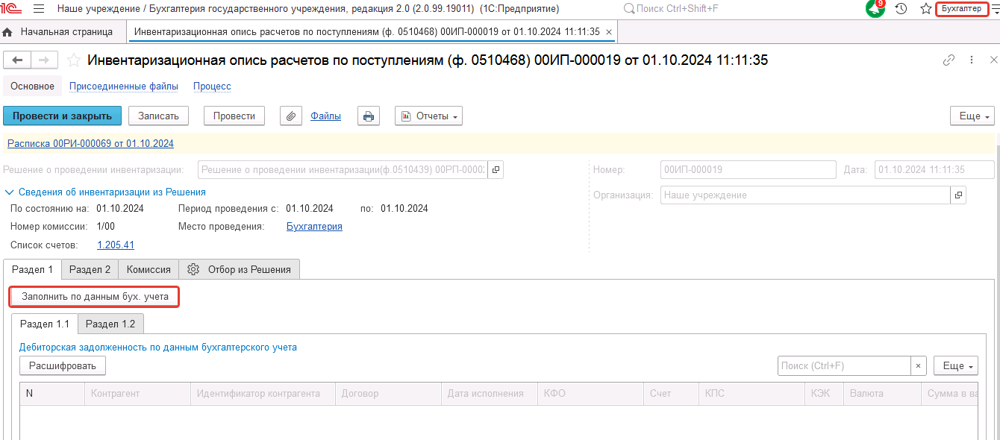 1С Наше учреждение / Бухгалтерия государственного учреждения, редакция 2.0 (2.0.99.19011) (1С:Предприятие) Поиск Ctrl+Shift+F 9 Бухгалтер
Начальная страница Инвентаризационная опись расчетов по поступлениям (ф. 0510468) 00ИП-000019 от 01.10.2024 11:11:35 ×
Инвентаризационная опись расчетов по поступлениям (ф. 0510468) 00ИП-000019 от 01.10.2024 11:11:35
Основное Присоединенные файлы Процесс
Провести и закрыть Записать Провести Файлы Отчеты Еще
Расписка 00РИ-000069 от 01.10.2024
Решение о проведении инвентаризации: Решение о проведении инвентаризации(ф.0510439) 00РП-0000 Номер: 00ИП-000019 Дата: 01.10.2024 11:11:35
Организация: Наше учреждение
Сведения об инвентаризации из Решения
По состоянию на: 01.10.2024 Период проведения с: 01.10.2024 по: 01.10.2024
Номер комиссии: 1/00 Место проведения: Бухгалтерия
Список счетов: 1.205.41
Раздел 1 Раздел 2 Комиссия Отбор из Решения
Заполнить по данным бух. учета
Раздел 1.1 Раздел 1.2
Дебиторская задолженность по данным бухгалтерского учета
Расшифровать Поиск (Ctrl+F) × Еще
N Контрагент Идентификатор контрагента Договор Дата исполнения КФО Счет КПС КЭК Валюта Сумма в ва